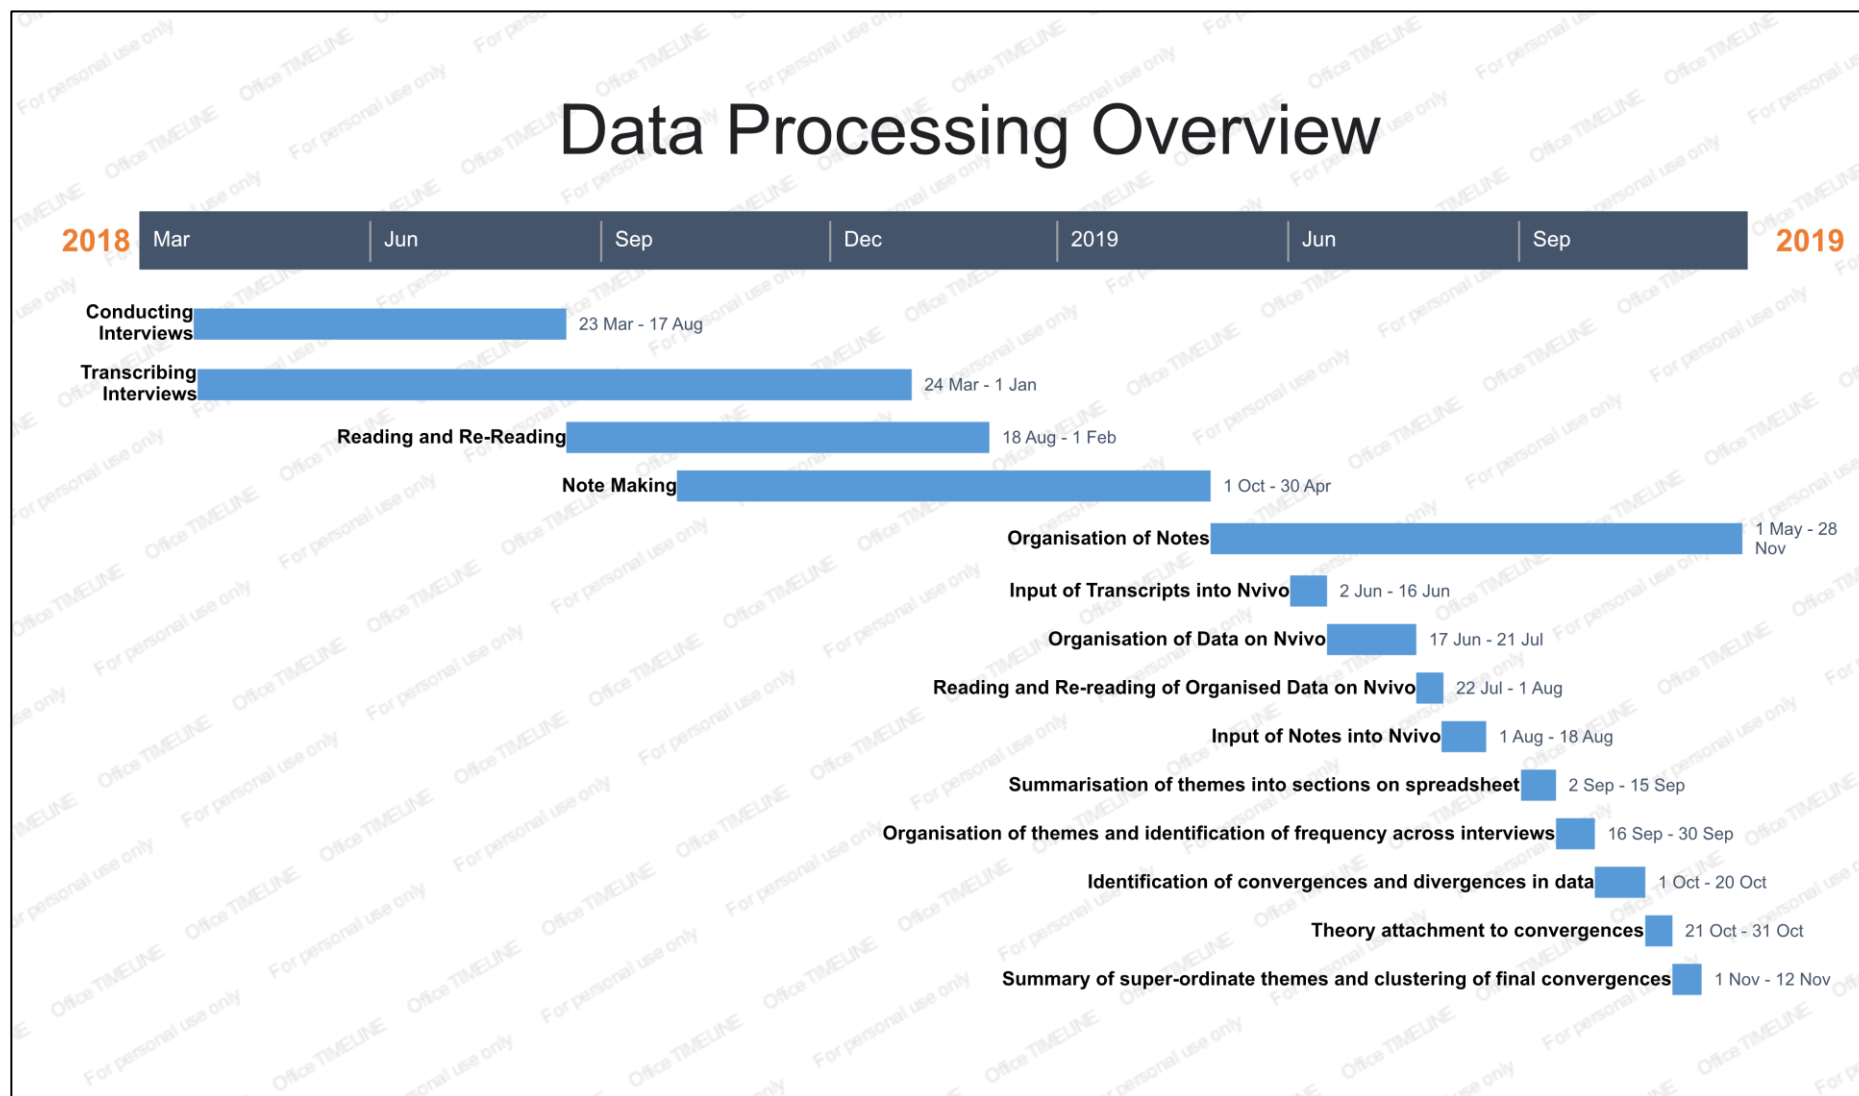 Data Processing Overview
2018 Mar Jun Sep Dec 2019 Jun Sep 2019
Conducting
Interviews
23 Mar - 17 Aug
Transcribing
Interviews
24 Mar - 1 Jan
Reading and Re-Reading 18 Aug - 1 Feb
Note Making 1 Oct - 30 Apr
Organisation of Notes
1 May - 28
Nov
Input of Transcripts into Nvivo 2 Jun - 16 Jun
Organisation of Data on Nvivo 17 Jun - 21 Jul
Reading and Re-reading of Organised Data on Nvivo 22 Jul - 1 Aug
Input of Notes into Nvivo 1 Aug - 18 Aug
Summarisation of themes into sections on spreadsheet 2 Sep - 15 Sep
Organisation of themes and identification of frequency across interviews 16 Sep - 30 Sep
Identification of convergences and divergences in data 1 Oct - 20 Oct
Theory attachment to convergences 21 Oct - 31 Oct
Summary of super-ordinate themes and clustering of final convergences 1 Nov - 12 Nov
Office TIMELINE
For personal use only